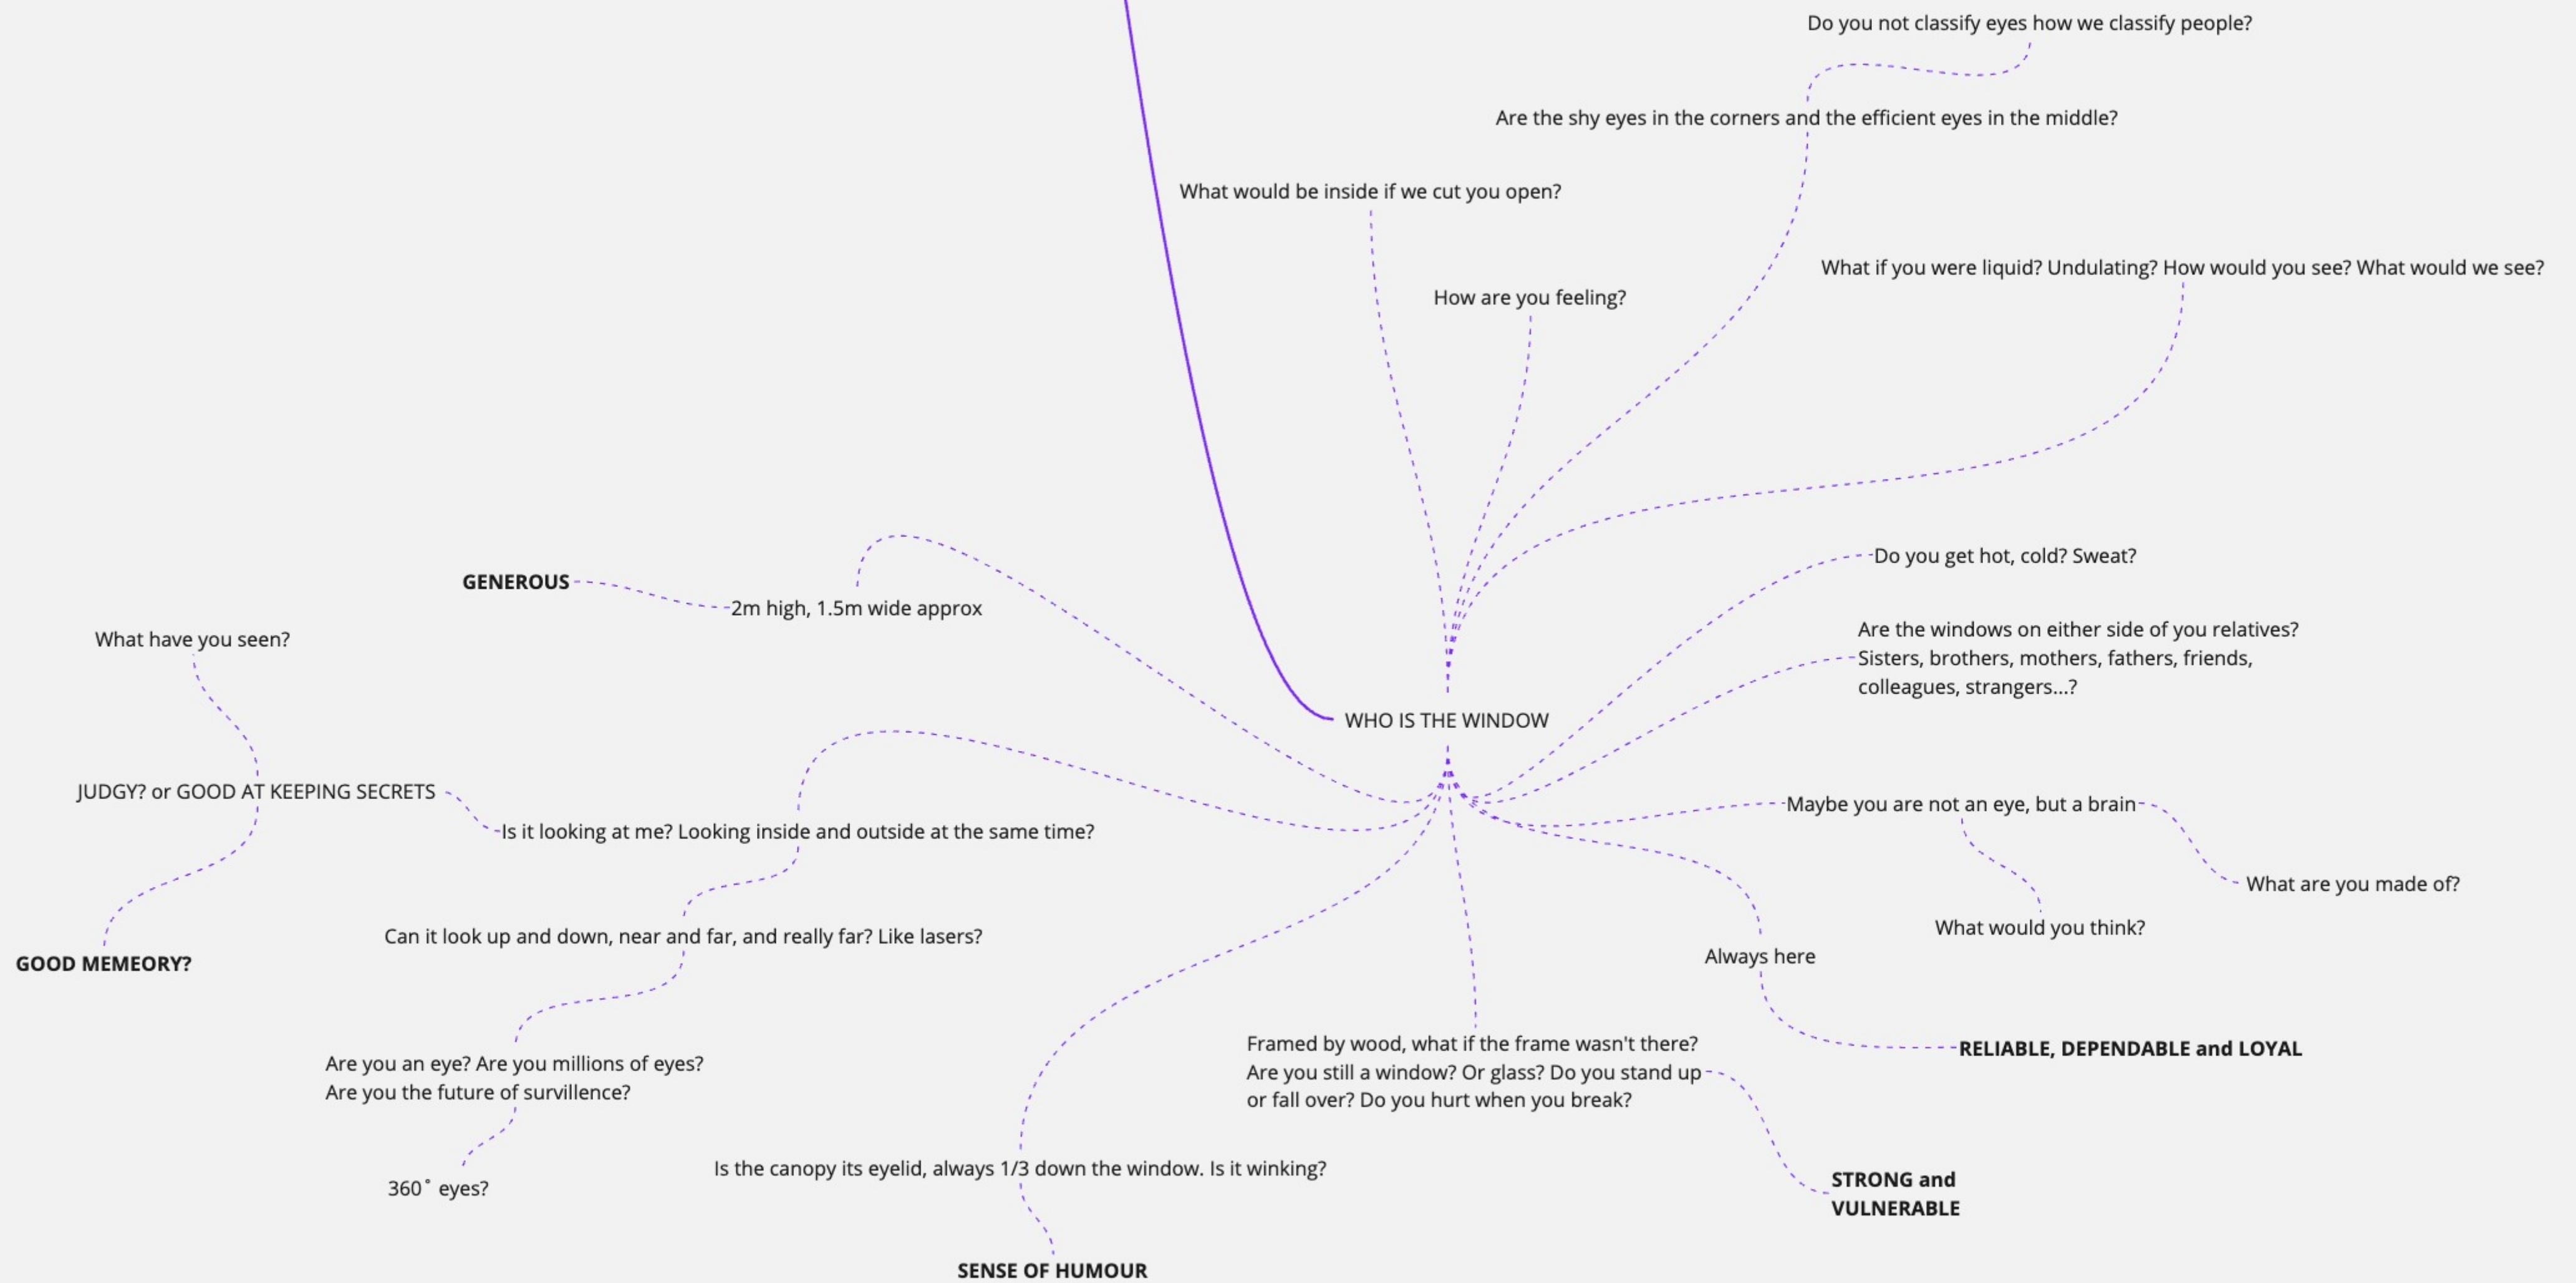 Do you not classify eyes how we classify people?
Are the shy eyes in the corners and the efficient eyes in the middle?
What would be inside if we cut you open?
What if you were liquid? Undulating? How would you see? What would we see?
How are you feeling?
Do you get hot, cold? Sweat?
GENEROUS
2m high, 1.5m wide approx
Are the windows on either side of you relatives?
Sisters, brothers, mothers, fathers, friends,
colleagues, strangers...?
What have you seen?
WHO IS THE WINDOW
JUDGY? or GOOD AT KEEPING SECRETS
Maybe you are not an eye, but a brain
Is it looking at me? Looking inside and outside at the same time?
What are you made of?
What would you think?
Can it look up and down, near and far, and really far? Like lasers?
Always here
GOOD MEMEORY?
Framed by wood, what if the frame wasn't there?
Are you still a window? Or glass? Do you stand up
or fall over? Do you hurt when you break?
RELIABLE, DEPENDABLE and LOYAL
Are you an eye? Are you millions of eyes?
Are you the future of survillence?
Is the canopy its eyelid, always 1/3 down the window. Is it winking?
360˚ eyes?
STRONG and
VULNERABLE
SENSE OF HUMOUR